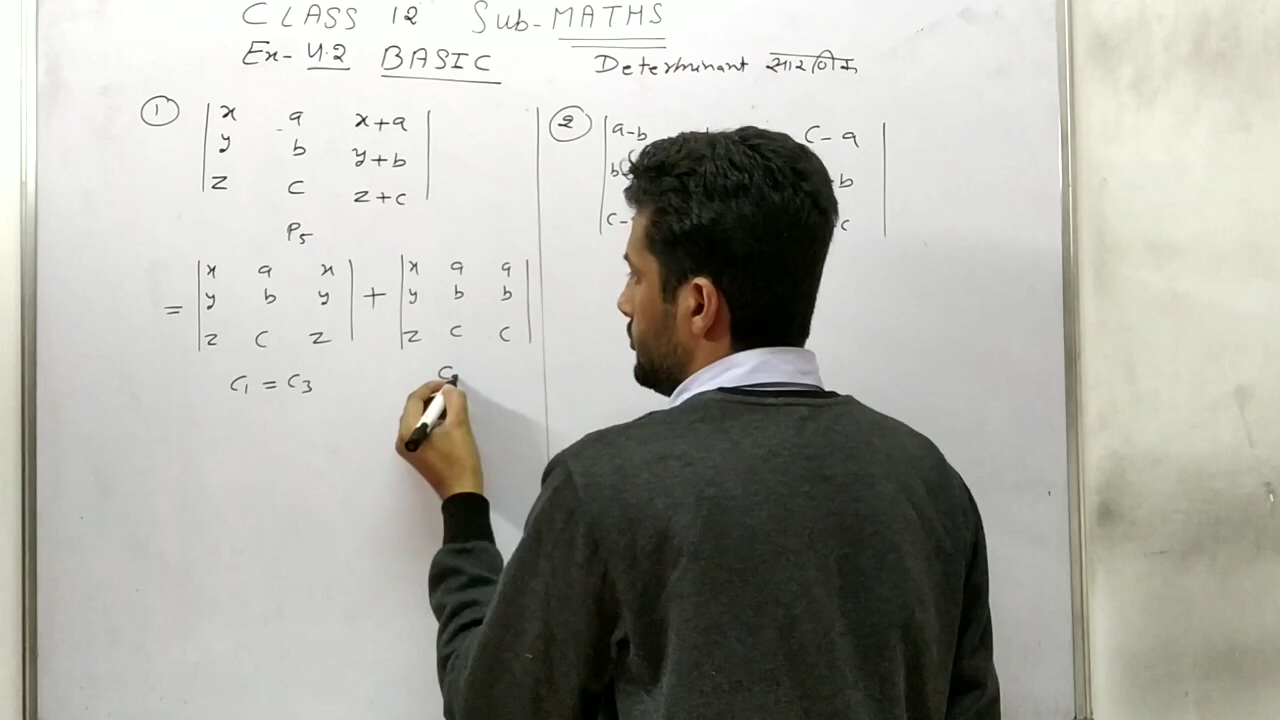 CLASS 12 Sub-MATHS
Ex-4.2 BASIC Determinant सारणिक
① | x a x+a |
| y b y+b |
| z c z+c |
P5
= | x a x | + | x a a |
| y b y | | y b b |
| z c z | | z c c |
C1 = C3 C
② | a-b c-a |
b -b
c- c